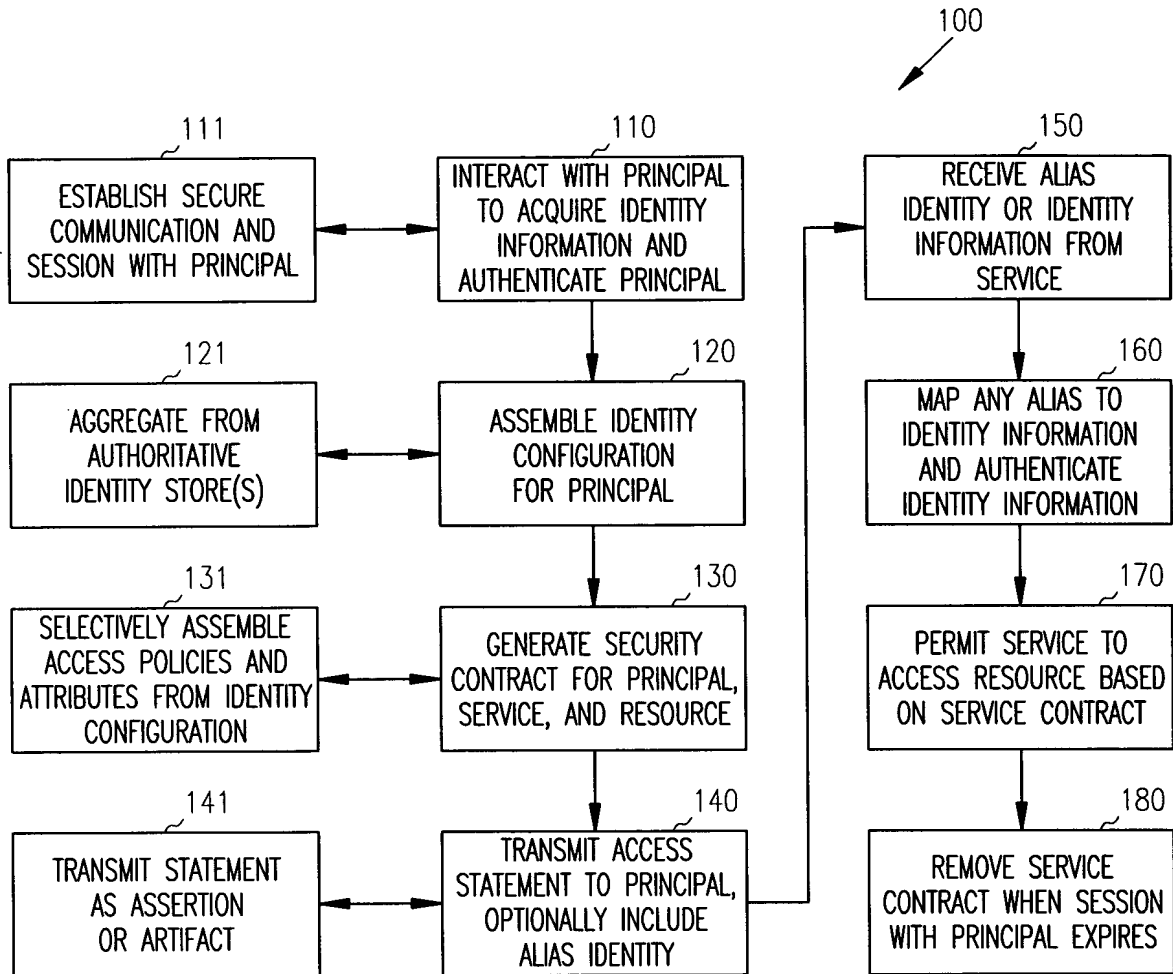 100
111
ESTABLISH SECURE
COMMUNICATION AND
SESSION WITH PRINCIPAL
110
INTERACT WITH PRINCIPAL
TO ACQUIRE IDENTITY
INFORMATION AND
AUTHENTICATE PRINCIPAL
121
AGGREGATE FROM
AUTHORITATIVE
IDENTITY STORE(S)
120
ASSEMBLE IDENTITY
CONFIGURATION
FOR PRINCIPAL
131
SELECTIVELY ASSEMBLE
ACCESS POLICIES AND
ATTRIBUTES FROM IDENTITY
CONFIGURATION
130
GENERATE SECURITY
CONTRACT FOR PRINCIPAL,
SERVICE, AND RESOURCE
141
TRANSMIT STATEMENT
AS ASSERTION
OR ARTIFACT
140
TRANSMIT ACCESS
STATEMENT TO PRINCIPAL,
OPTIONALLY INCLUDE
ALIAS IDENTITY
150
RECEIVE ALIAS
IDENTITY OR IDENTITY
INFORMATION FROM
SERVICE
160
MAP ANY ALIAS TO
IDENTITY INFORMATION
AND AUTHENTICATE
IDENTITY INFORMATION
170
PERMIT SERVICE TO
ACCESS RESOURCE BASED
ON SERVICE CONTRACT
180
REMOVE SERVICE
CONTRACT WHEN SESSION
WITH PRINCIPAL EXPIRES